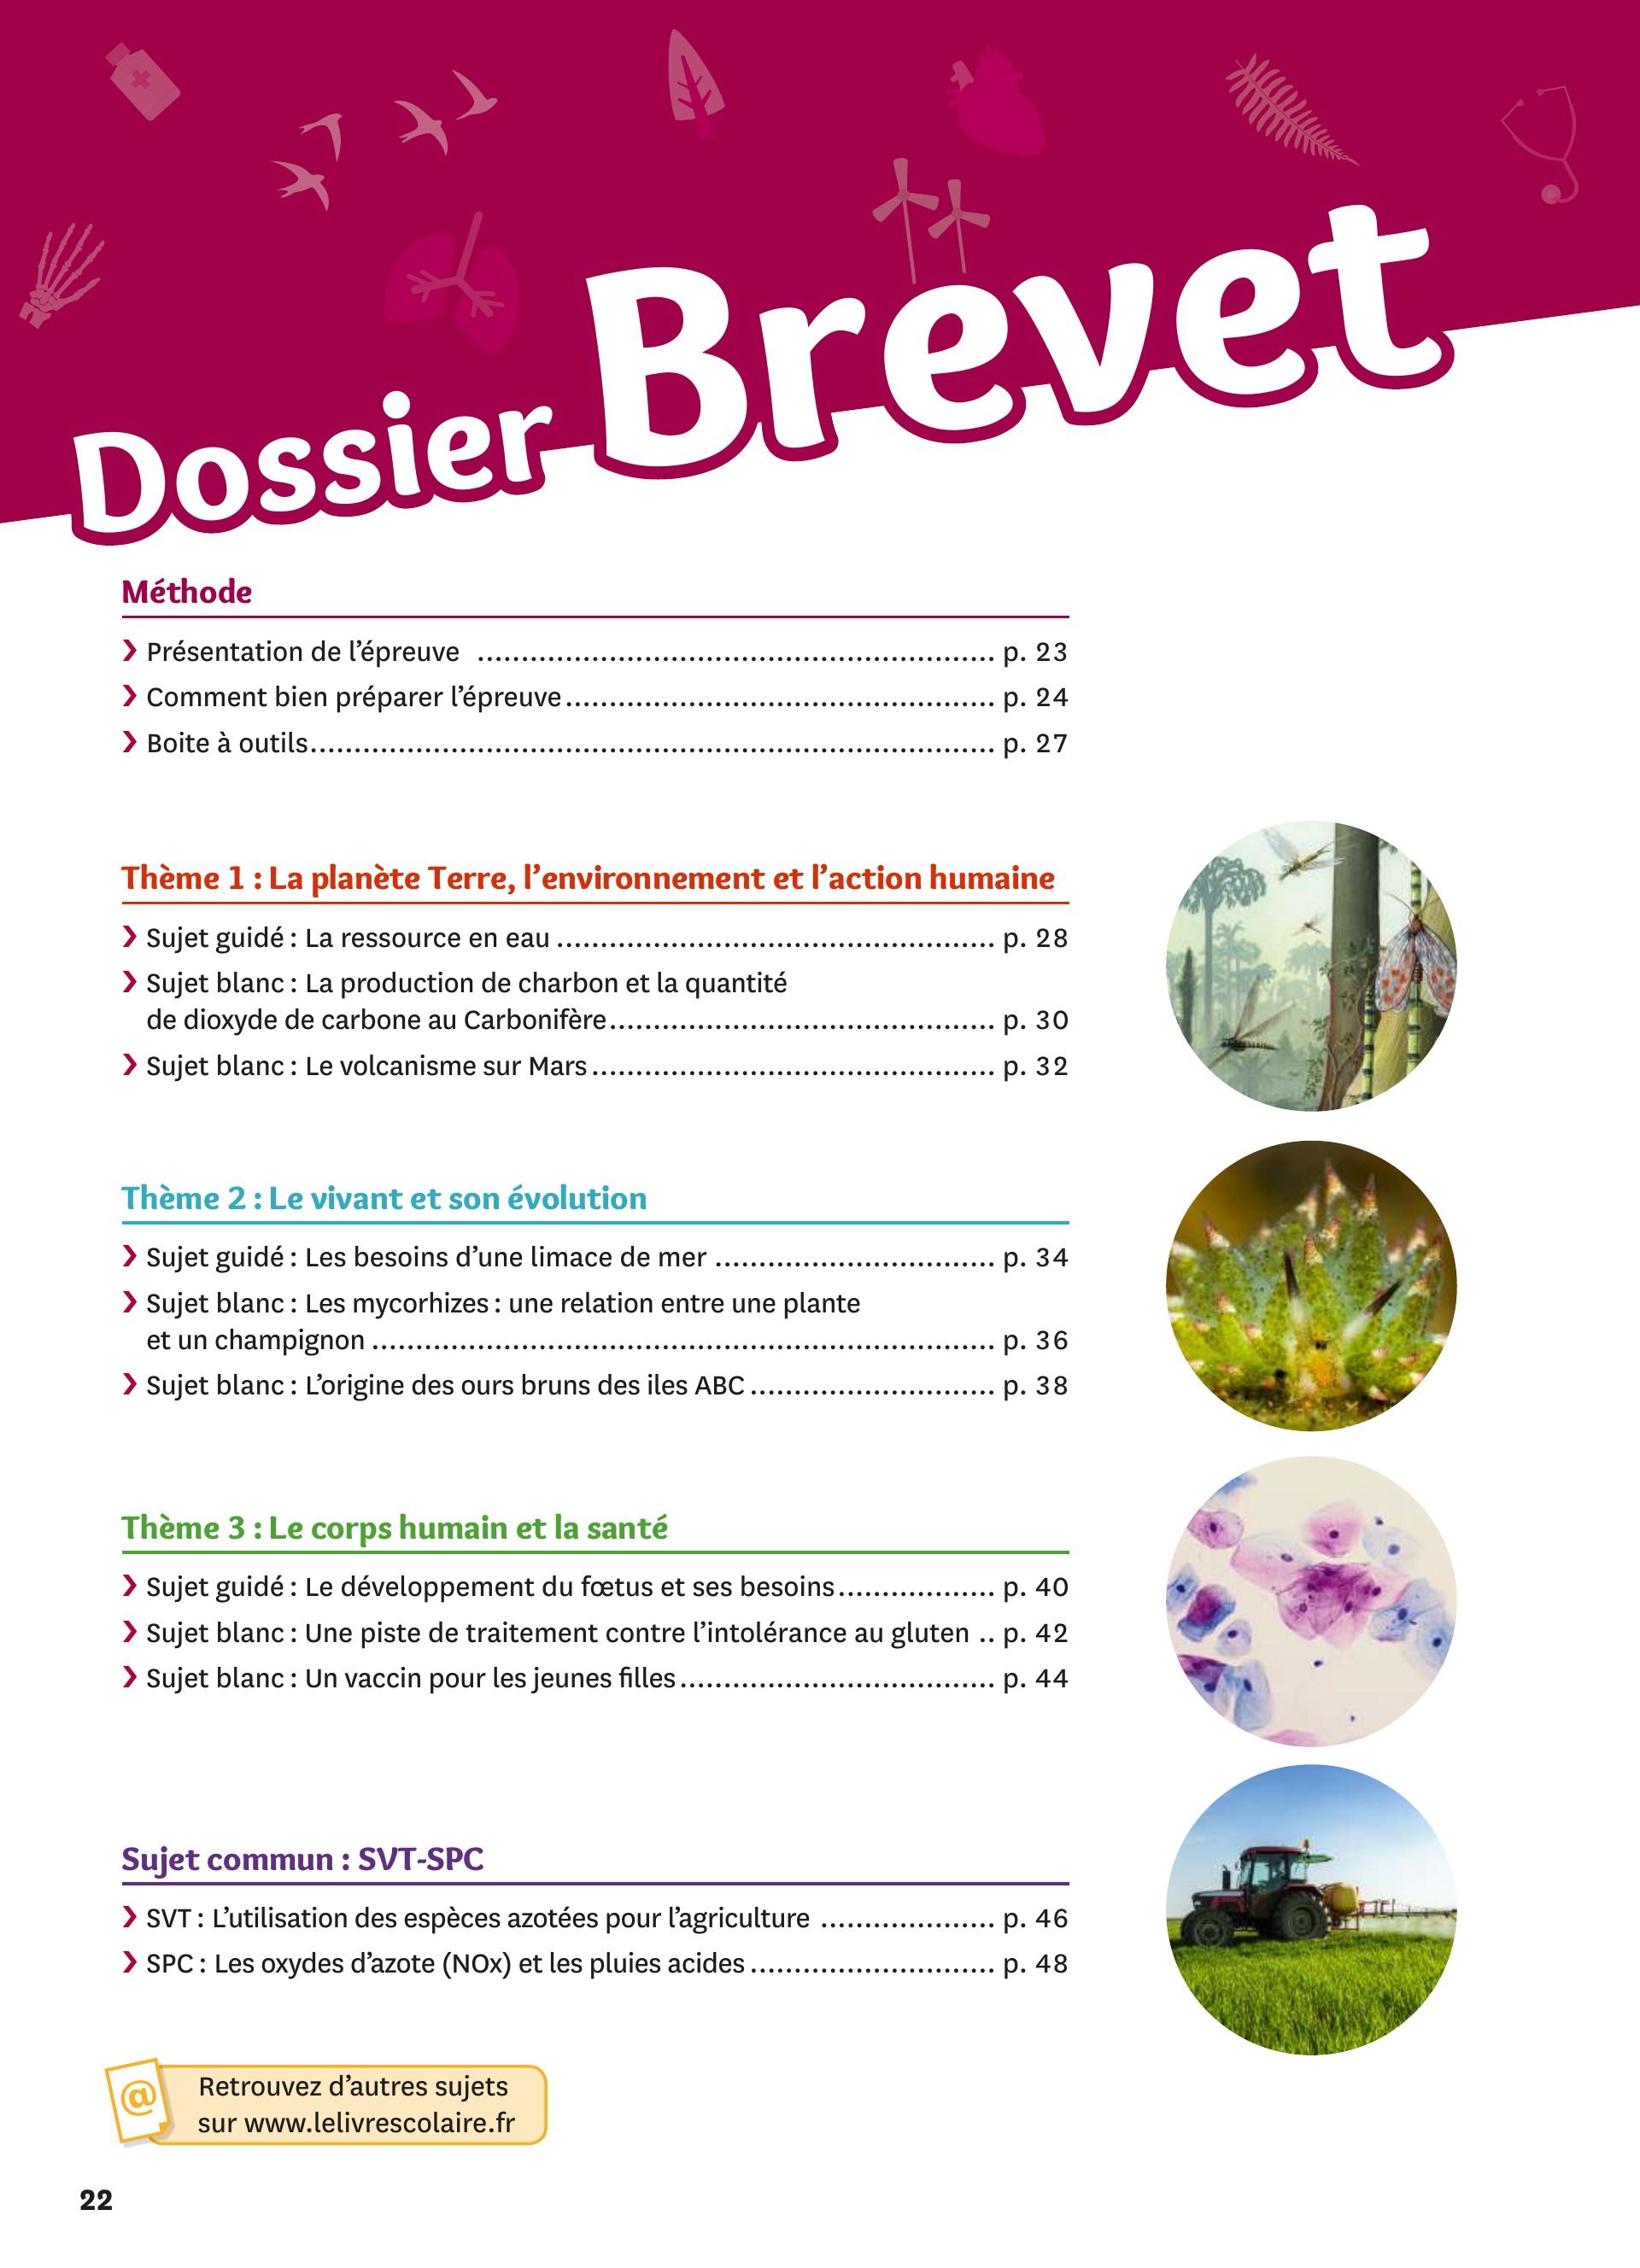 Dossier Brevet
Méthode
❯ Présentation de l’épreuve ........................................................... p. 23
❯ Comment bien préparer l’épreuve................................................. p. 24
❯ Boite à outils.............................................................................. p. 27
Thème 1 : La planète Terre, l’environnement et l’action humaine
❯ Sujet guidé : La ressource en eau .................................................. p. 28
❯ Sujet blanc : La production de charbon et la quantité
de dioxyde de carbone au Carbonifère............................................ p. 30
❯ Sujet blanc : Le volcanisme sur Mars.............................................. p. 32
Thème 2 : Le vivant et son évolution
❯ Sujet guidé : Les besoins d’une limace de mer ................................ p. 34
❯ Sujet blanc : Les mycorhizes : une relation entre une plante
et un champignon ....................................................................... p. 36
❯ Sujet blanc : L’origine des ours bruns des iles ABC............................ p. 38
Thème 3 : Le corps humain et la santé
❯ Sujet guidé : Le développement du fœtus et ses besoins.................. p. 40
❯ Sujet blanc : Une piste de traitement contre l’intolérance au gluten .. p. 42
❯ Sujet blanc : Un vaccin pour les jeunes filles.................................... p. 44
Sujet commun : SVT-SPC
❯ SVT : L’utilisation des espèces azotées pour l’agriculture .................... p. 46
❯ SPC : Les oxydes d’azote (NOx) et les pluies acides............................ p. 48
@
Retrouvez d’autres sujets
sur www.lelivrescolaire.fr
22